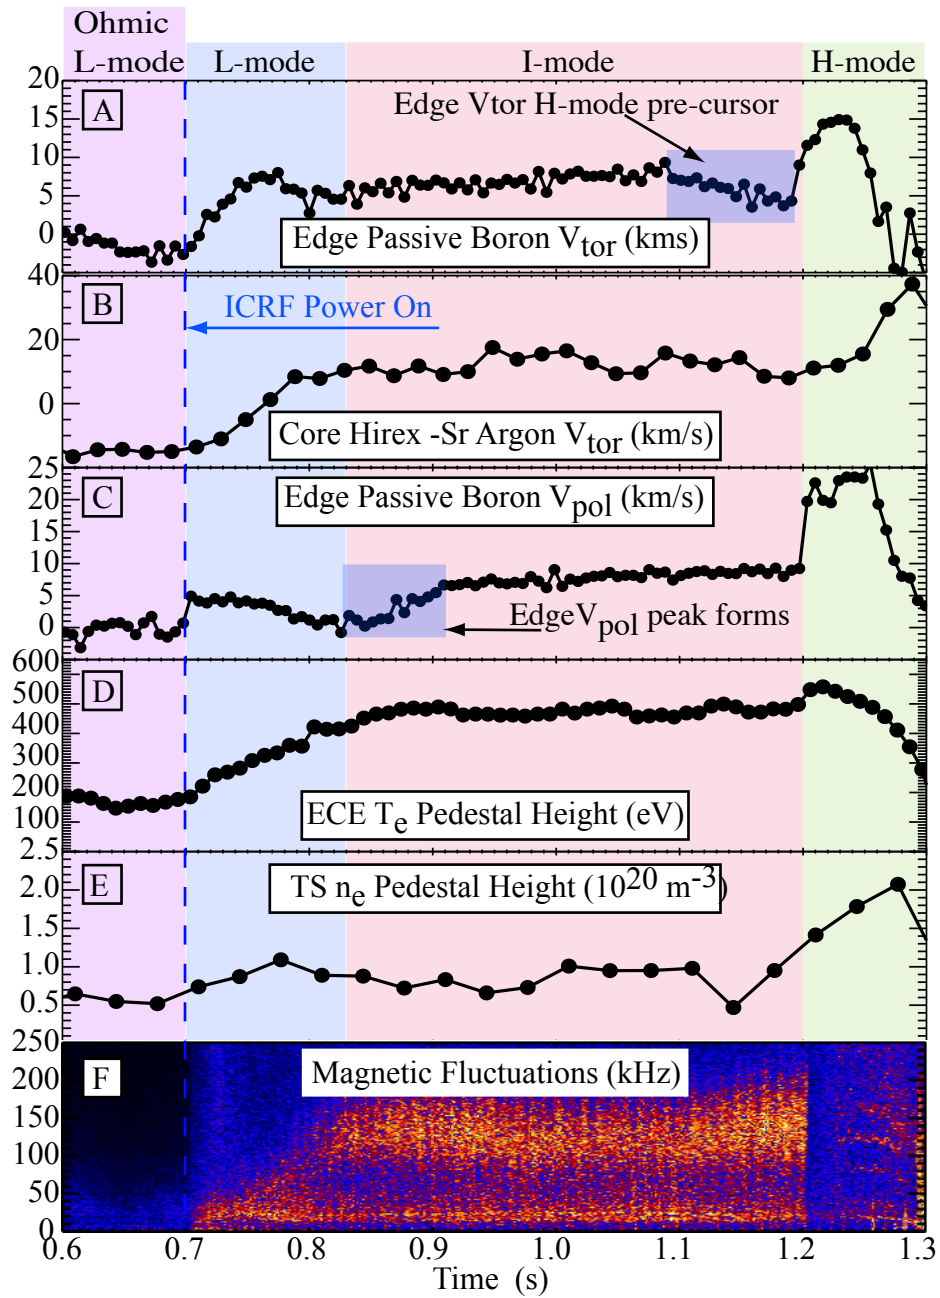 Ohmic
L-mode L-mode I-mode H-mode
20
A
Edge Vtor H-mode pre-cursor
15
10
5
0
Edge Passive Boron Vtor (kms)
40
B
ICRF Power On
20
0
Core Hirex -Sr Argon Vtor (km/s)
25
C
Edge Passive Boron Vpol (km/s)
20
15
10
5
EdgeVpol peak forms
0
600
D
500
400
300
200
100
ECE Te Pedestal Height (eV)
2.5
2.5
E
TS ne Pedestal Height (10^20 m^-3)
2.0
1.0
0.5
250
F
Magnetic Fluctuations (kHz)
200
150
100
50
0
0.6 0.7 0.8 0.9 1.0 1.1 1.2 1.3
Time (s)